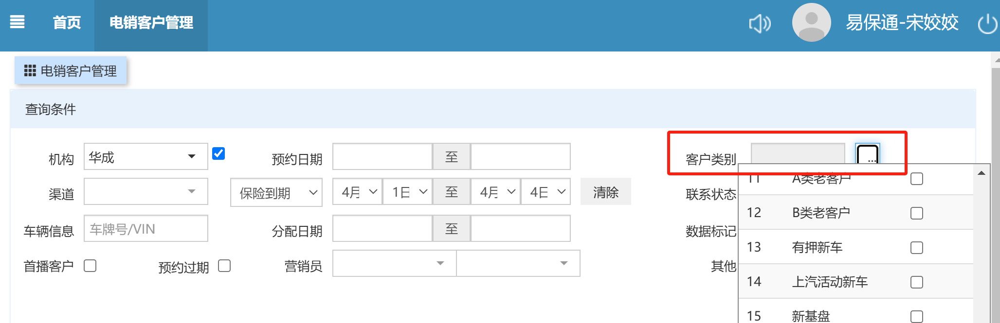 首页 电销客户管理 易保通-宋姣姣
电销客户管理
查询条件
机构 华成 预约日期 至 客户类别 ...
渠道 保险到期 4月 1日 至 4月 4日 清除 联系状态
车辆信息 车牌号/VIN 分配日期 至 数据标记
首播客户 预约过期 营销员 其他
11 A类老客户
12 B类老客户
13 有押新车
14 上汽活动新车
15 新基盘